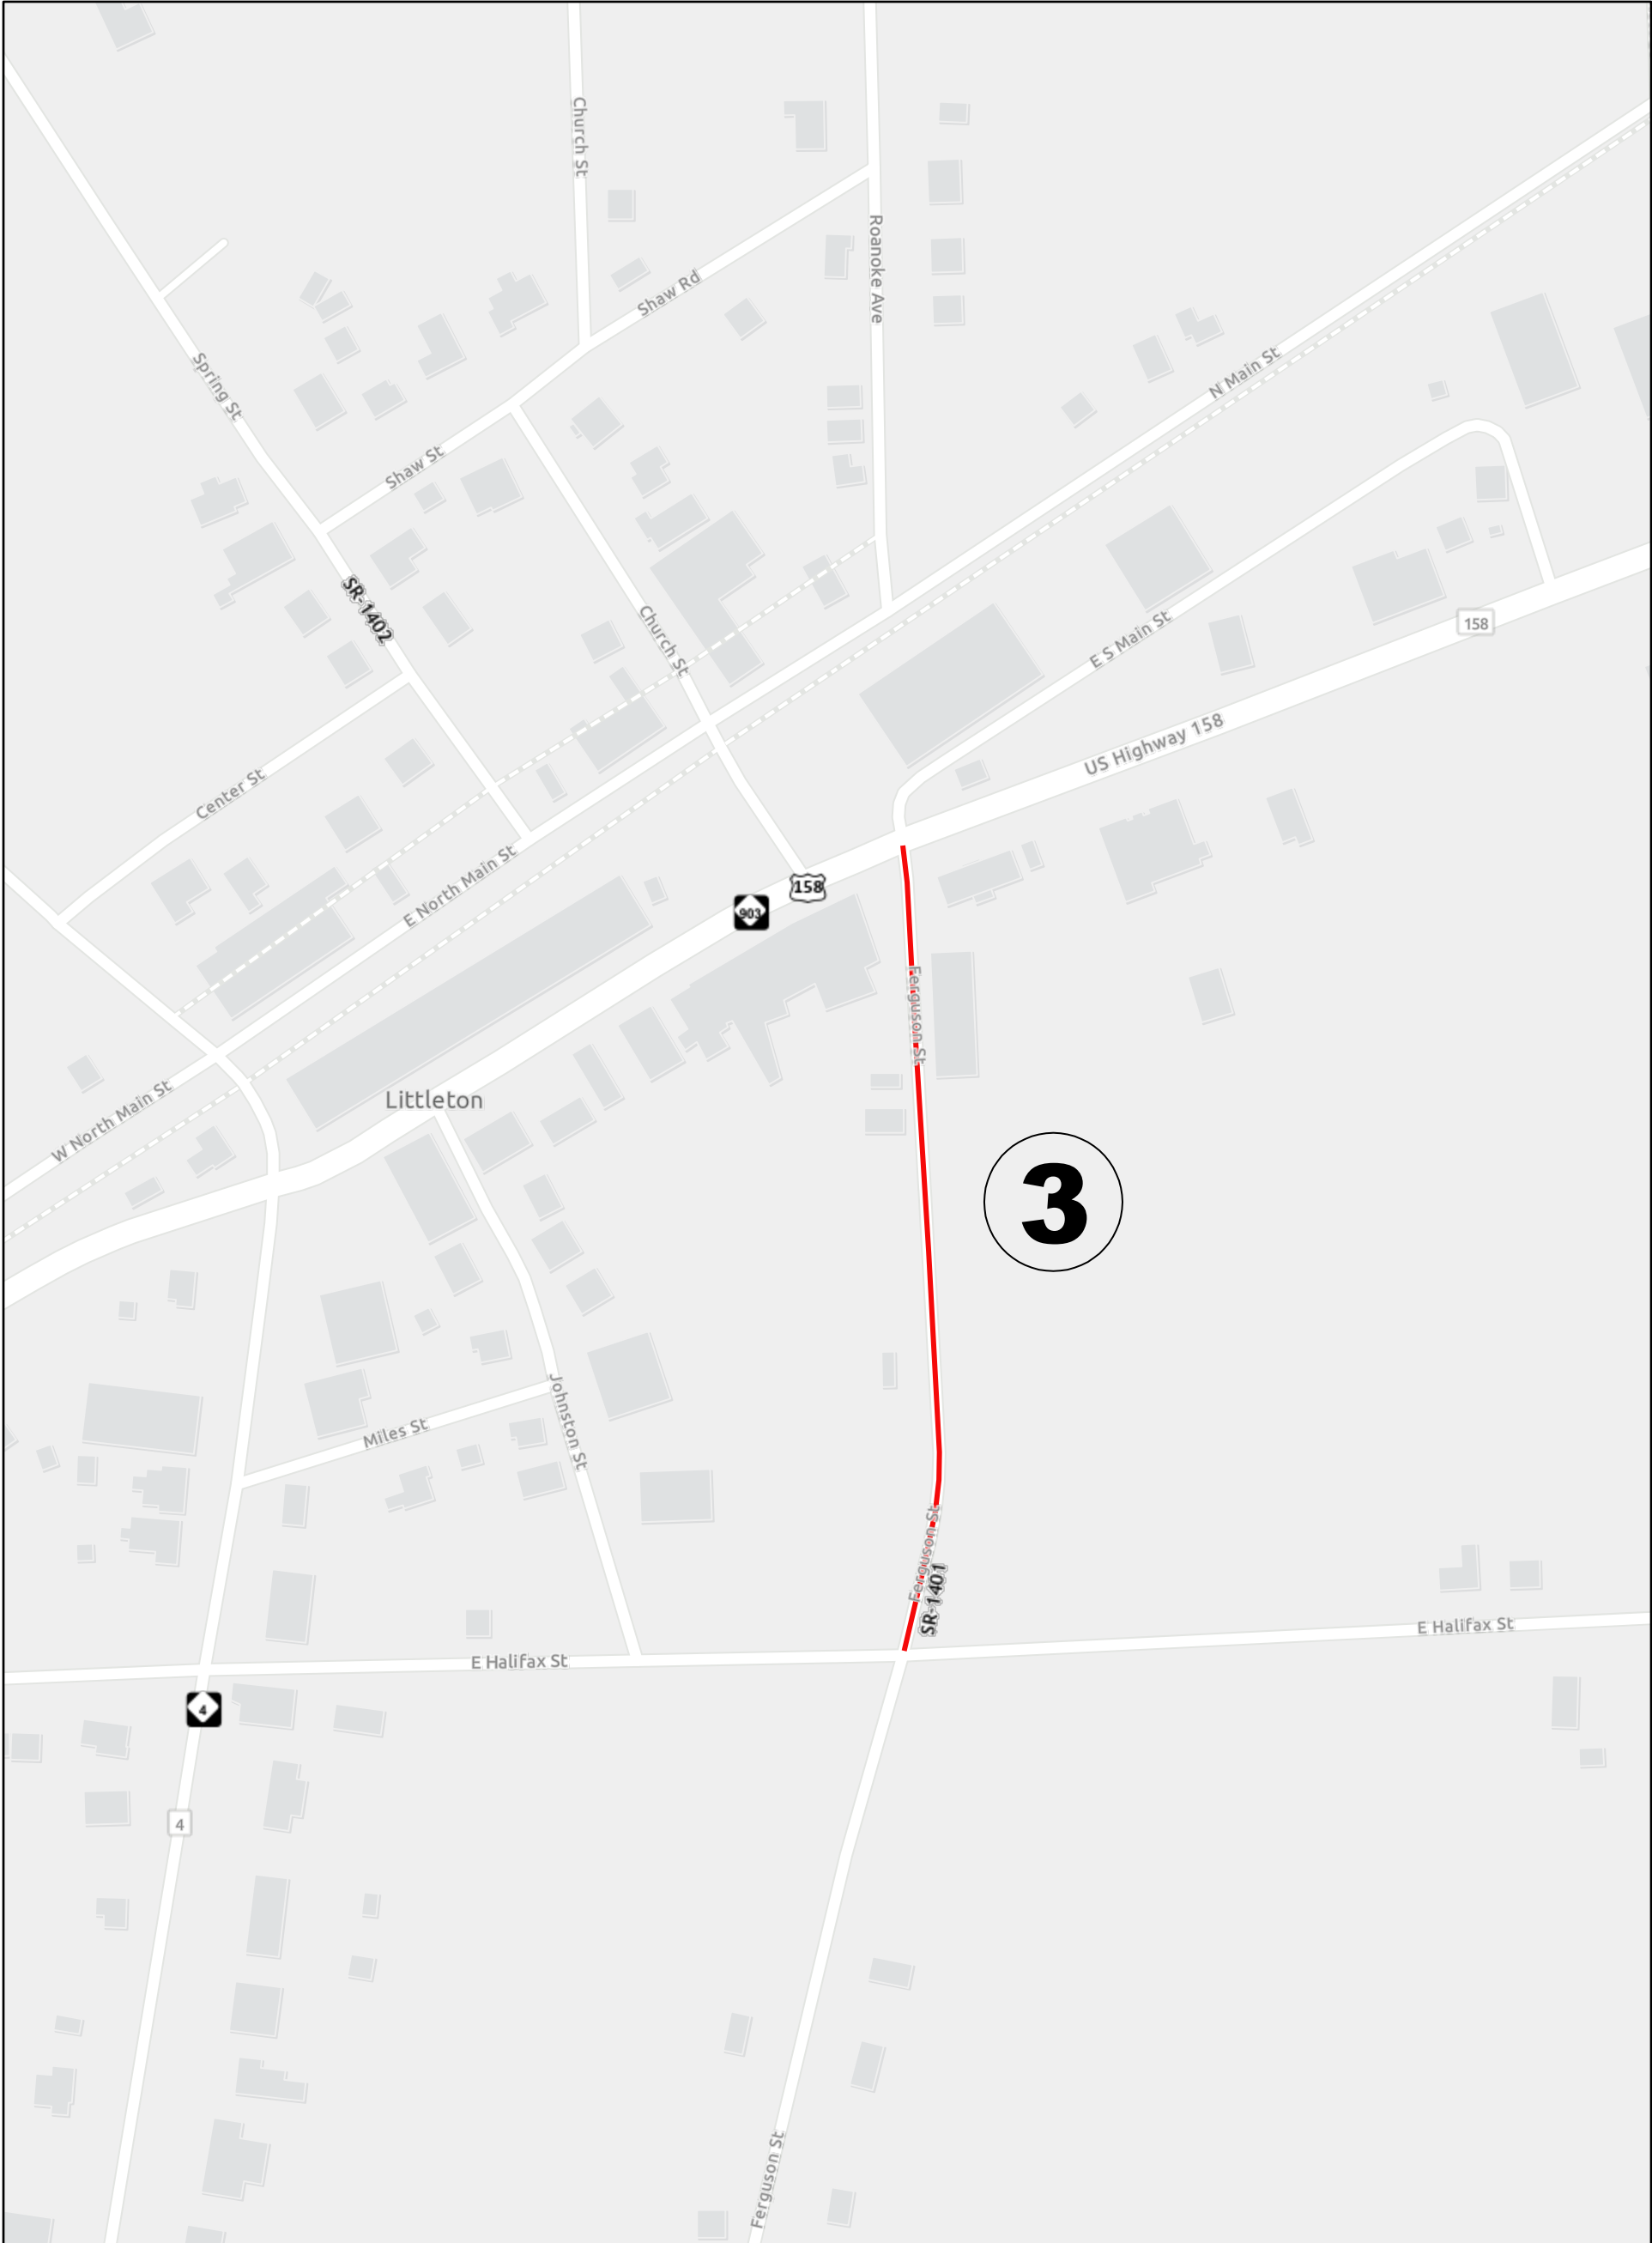 Church St
Roanoke Ave
Shaw Rd
Spring St
N Main St
Shaw St
SR-1402
Church St
E S Main St
158
US Highway 158
Center St
E North Main St
158
903
Ferguson St
Littleton
W North Main St
3
Johnston St
Miles St
Ferguson St
SR-1401
E Halifax St
E Halifax St
4
4
Ferguson St